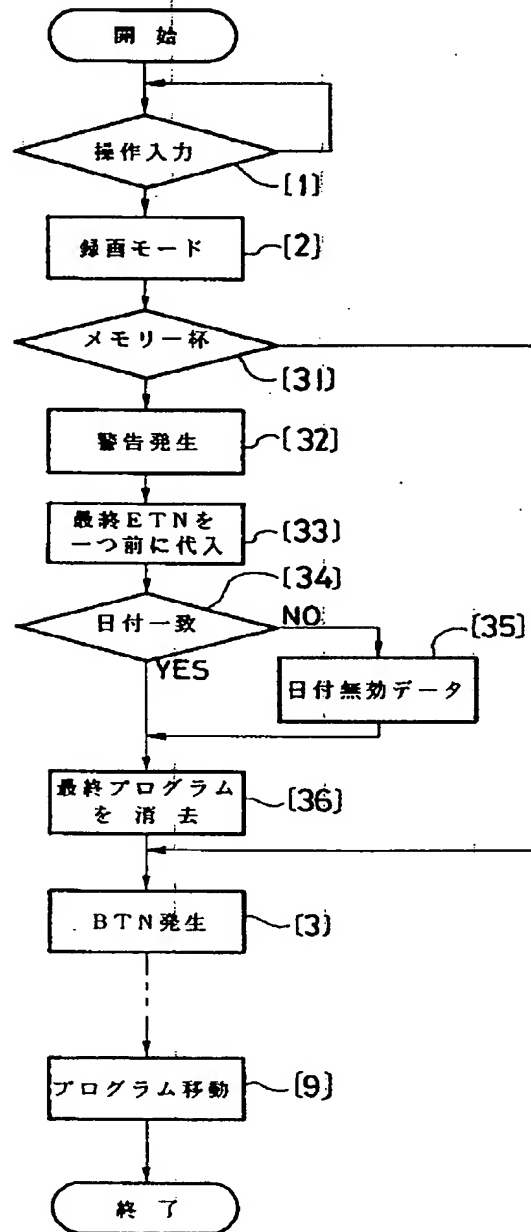 開始
操作入力
[1]
録画モード
[2]
メモリ一杯
[31]
警告発生
[32]
最終ETNを
一つ前に代入
[33]
[34]
日付一致
NO
YES
[35]
日付無効データ
最終プログラム
を消去
[36]
BTN発生
[3]
プログラム移動
[9]
終了